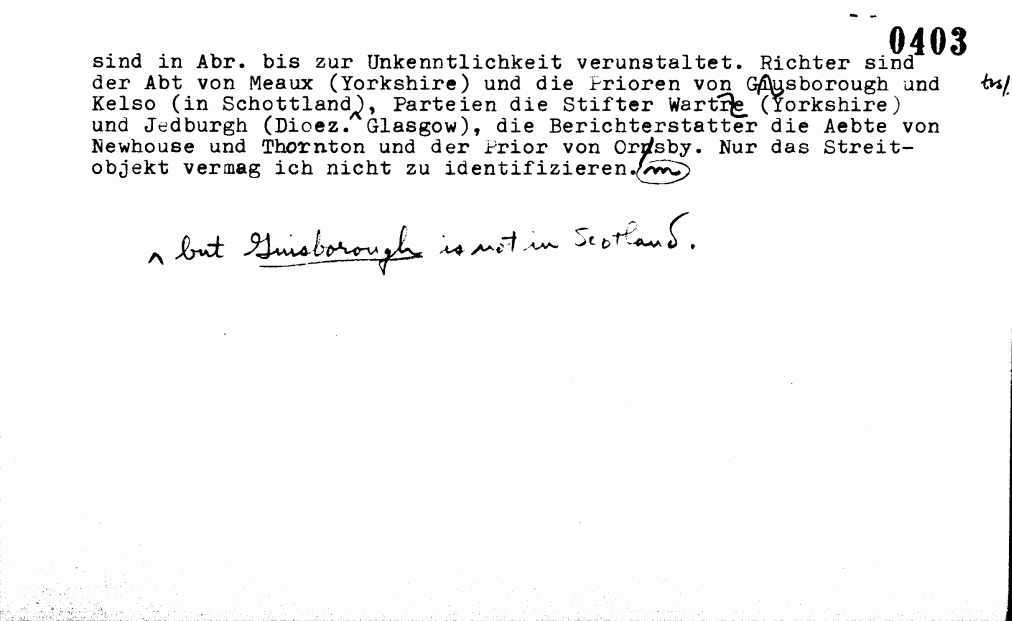 0403
sind in Abr. bis zur Unkenntlichkeit verunstaltet. Richter sind
der Abt von Meaux (Yorkshire) und die Prioren von Gusborough und
Kelso (in Schottland), Parteien die Stifter Wartre (Yorkshire)
und Jedburgh (Dioez. Glasgow), die Berichterstatter die Aebte von
Newhouse und Thornton und der Prior von Ormsby. Nur das Streit-
objekt vermag ich nicht zu identifizieren.
^ but Guisborough is not in Scotland.